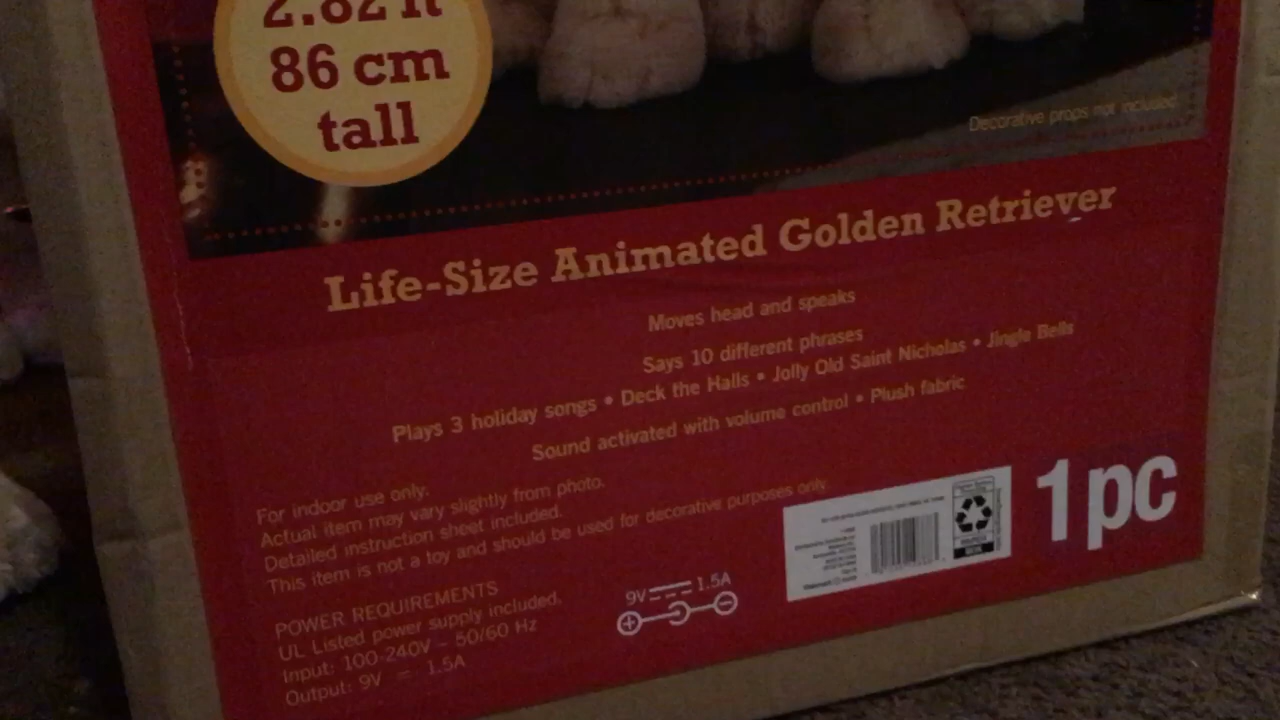 2.82 ft
86 cm
tall
Decorative props not included.
Life-Size Animated Golden Retriever
Moves head and speaks
Says 10 different phrases
Plays 3 holiday songs • Deck the Halls • Jolly Old Saint Nicholas • Jingle Bells
Sound activated with volume control • Plush fabric
For indoor use only.
Actual item may vary slightly from photo.
Detailed instruction sheet included.
This item is not a toy and should be used for decorative purposes only.
POWER REQUIREMENTS
UL Listed power supply included.
Input: 100-240V ~ 50/60 Hz
Output: 9V ⎓ 1.5A
9V ⎓ 1.5A
1pc